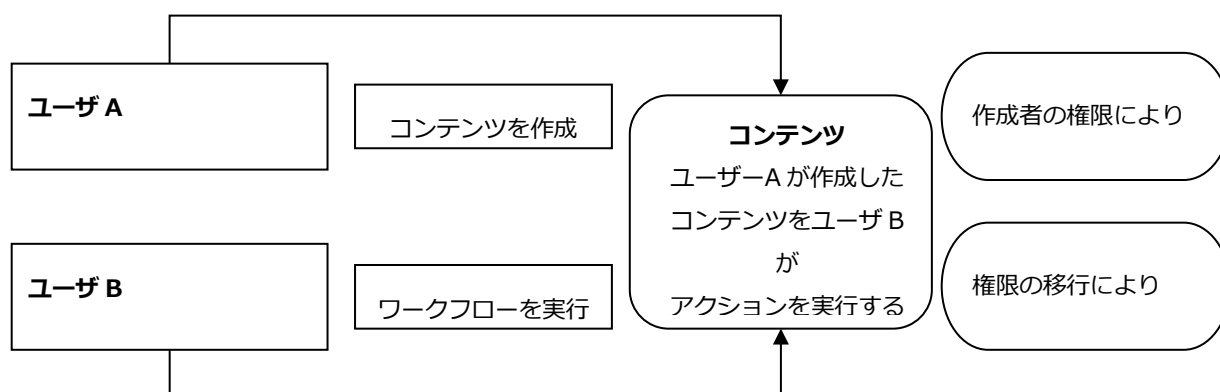 ユーザ A
コンテンツを作成
コンテンツ
ユーザーA が作成した
コンテンツをユーザ B
が
アクションを実行する
作成者の権限により
ユーザ B
ワークフローを実行
権限の移行により